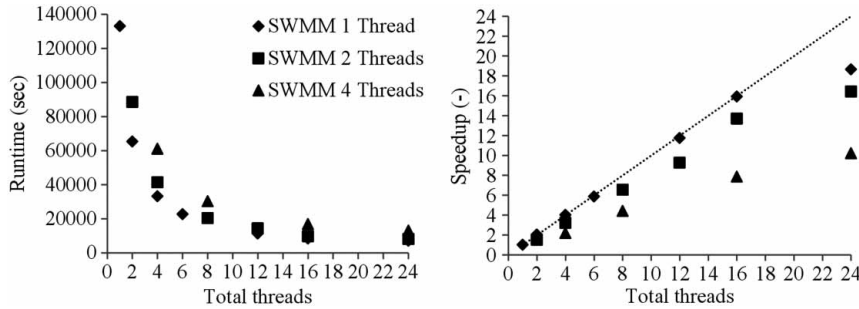 140000
120000
100000
80000
60000
40000
20000
0
Runtime (sec)
0 2 4 6 8 10 12 14 16 18 20 22 24
Total threads
SWMM 1 Thread
SWMM 2 Threads
SWMM 4 Threads
24
22
20
18
16
14
12
10
8
6
4
2
0
Speedup (-)
0 2 4 6 8 10 12 14 16 18 20 22 24
Total threads